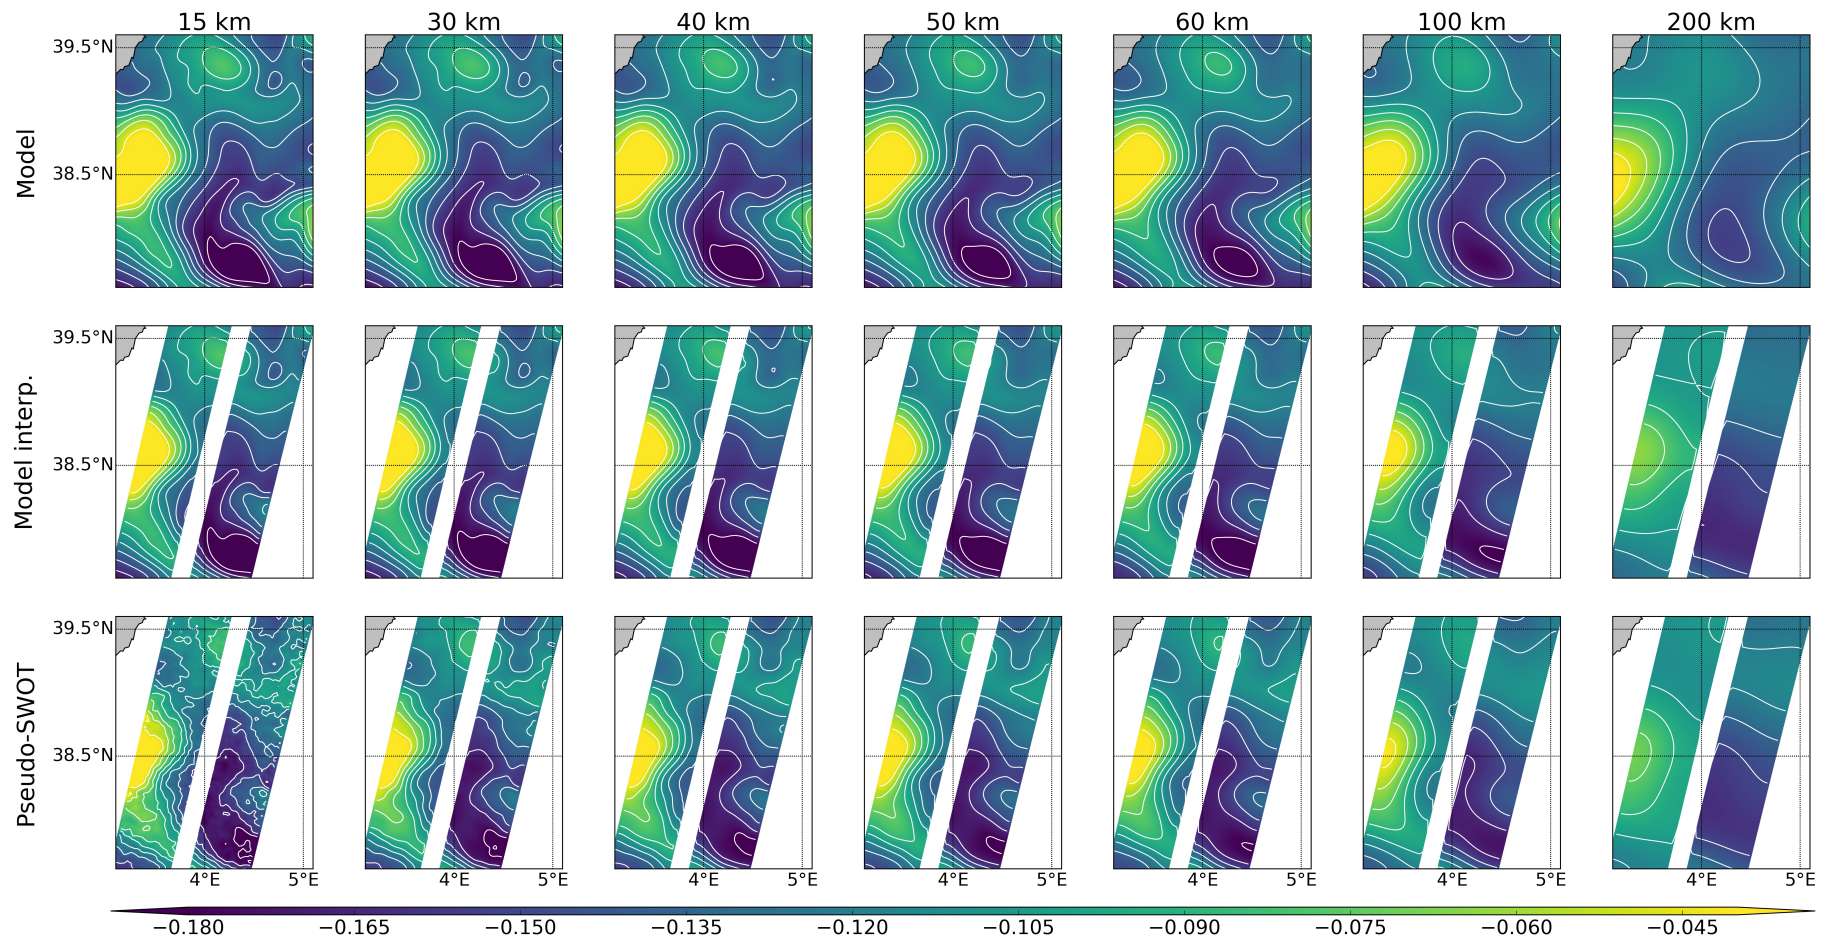 15 km 30 km 40 km 50 km 60 km 100 km 200 km
39.5°N
Model
38.5°N
39.5°N
Model interp.
38.5°N
39.5°N
Pseudo-SWOT
38.5°N
4°E 5°E 4°E 5°E 4°E 5°E 4°E 5°E 4°E 5°E 4°E 5°E 4°E 5°E
−0.180 −0.165 −0.150 −0.135 −0.120 −0.105 −0.090 −0.075 −0.060 −0.045